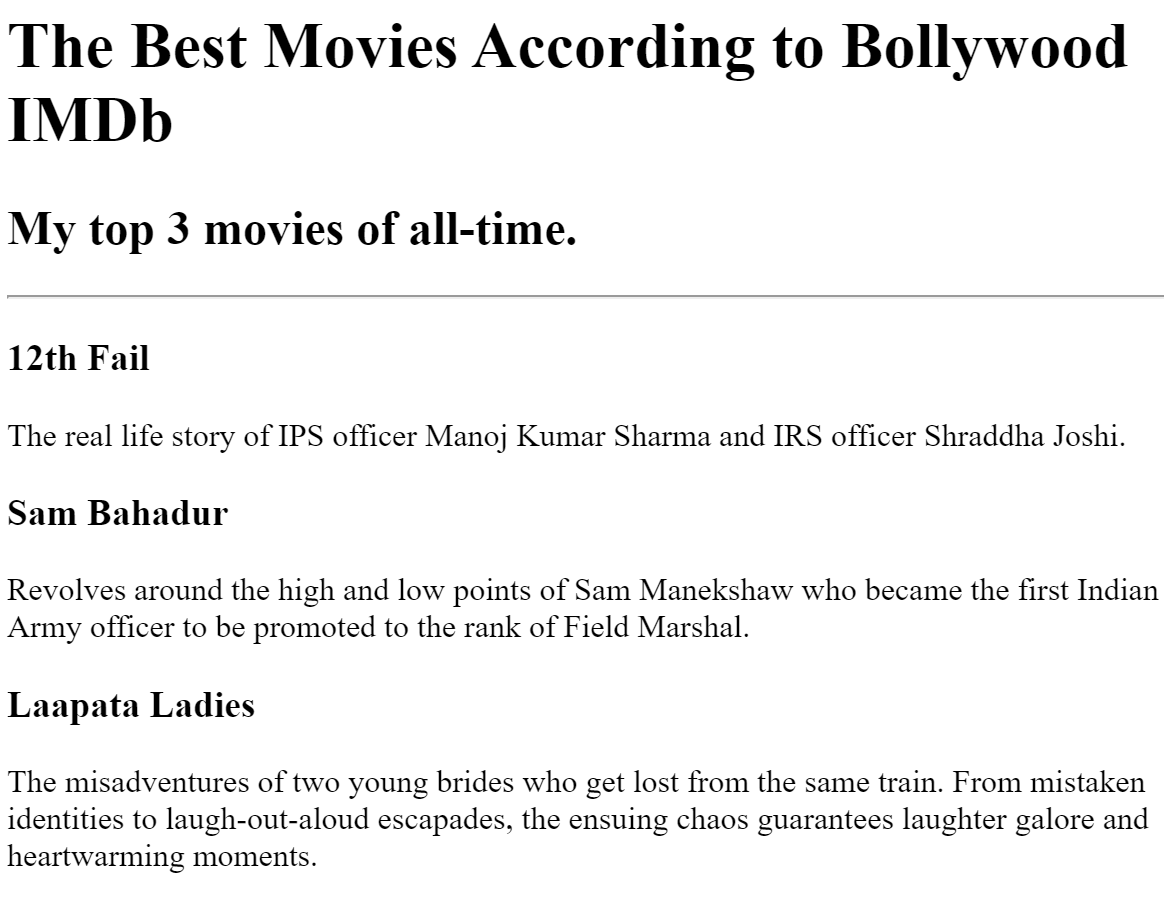 The Best Movies According to Bollywood
IMDb
My top 3 movies of all-time.
12th Fail
The real life story of IPS officer Manoj Kumar Sharma and IRS officer Shraddha Joshi.
Sam Bahadur
Revolves around the high and low points of Sam Manekshaw who became the first Indian
Army officer to be promoted to the rank of Field Marshal.
Laapata Ladies
The misadventures of two young brides who get lost from the same train. From mistaken
identities to laugh-out-aloud escapades, the ensuing chaos guarantees laughter galore and
heartwarming moments.